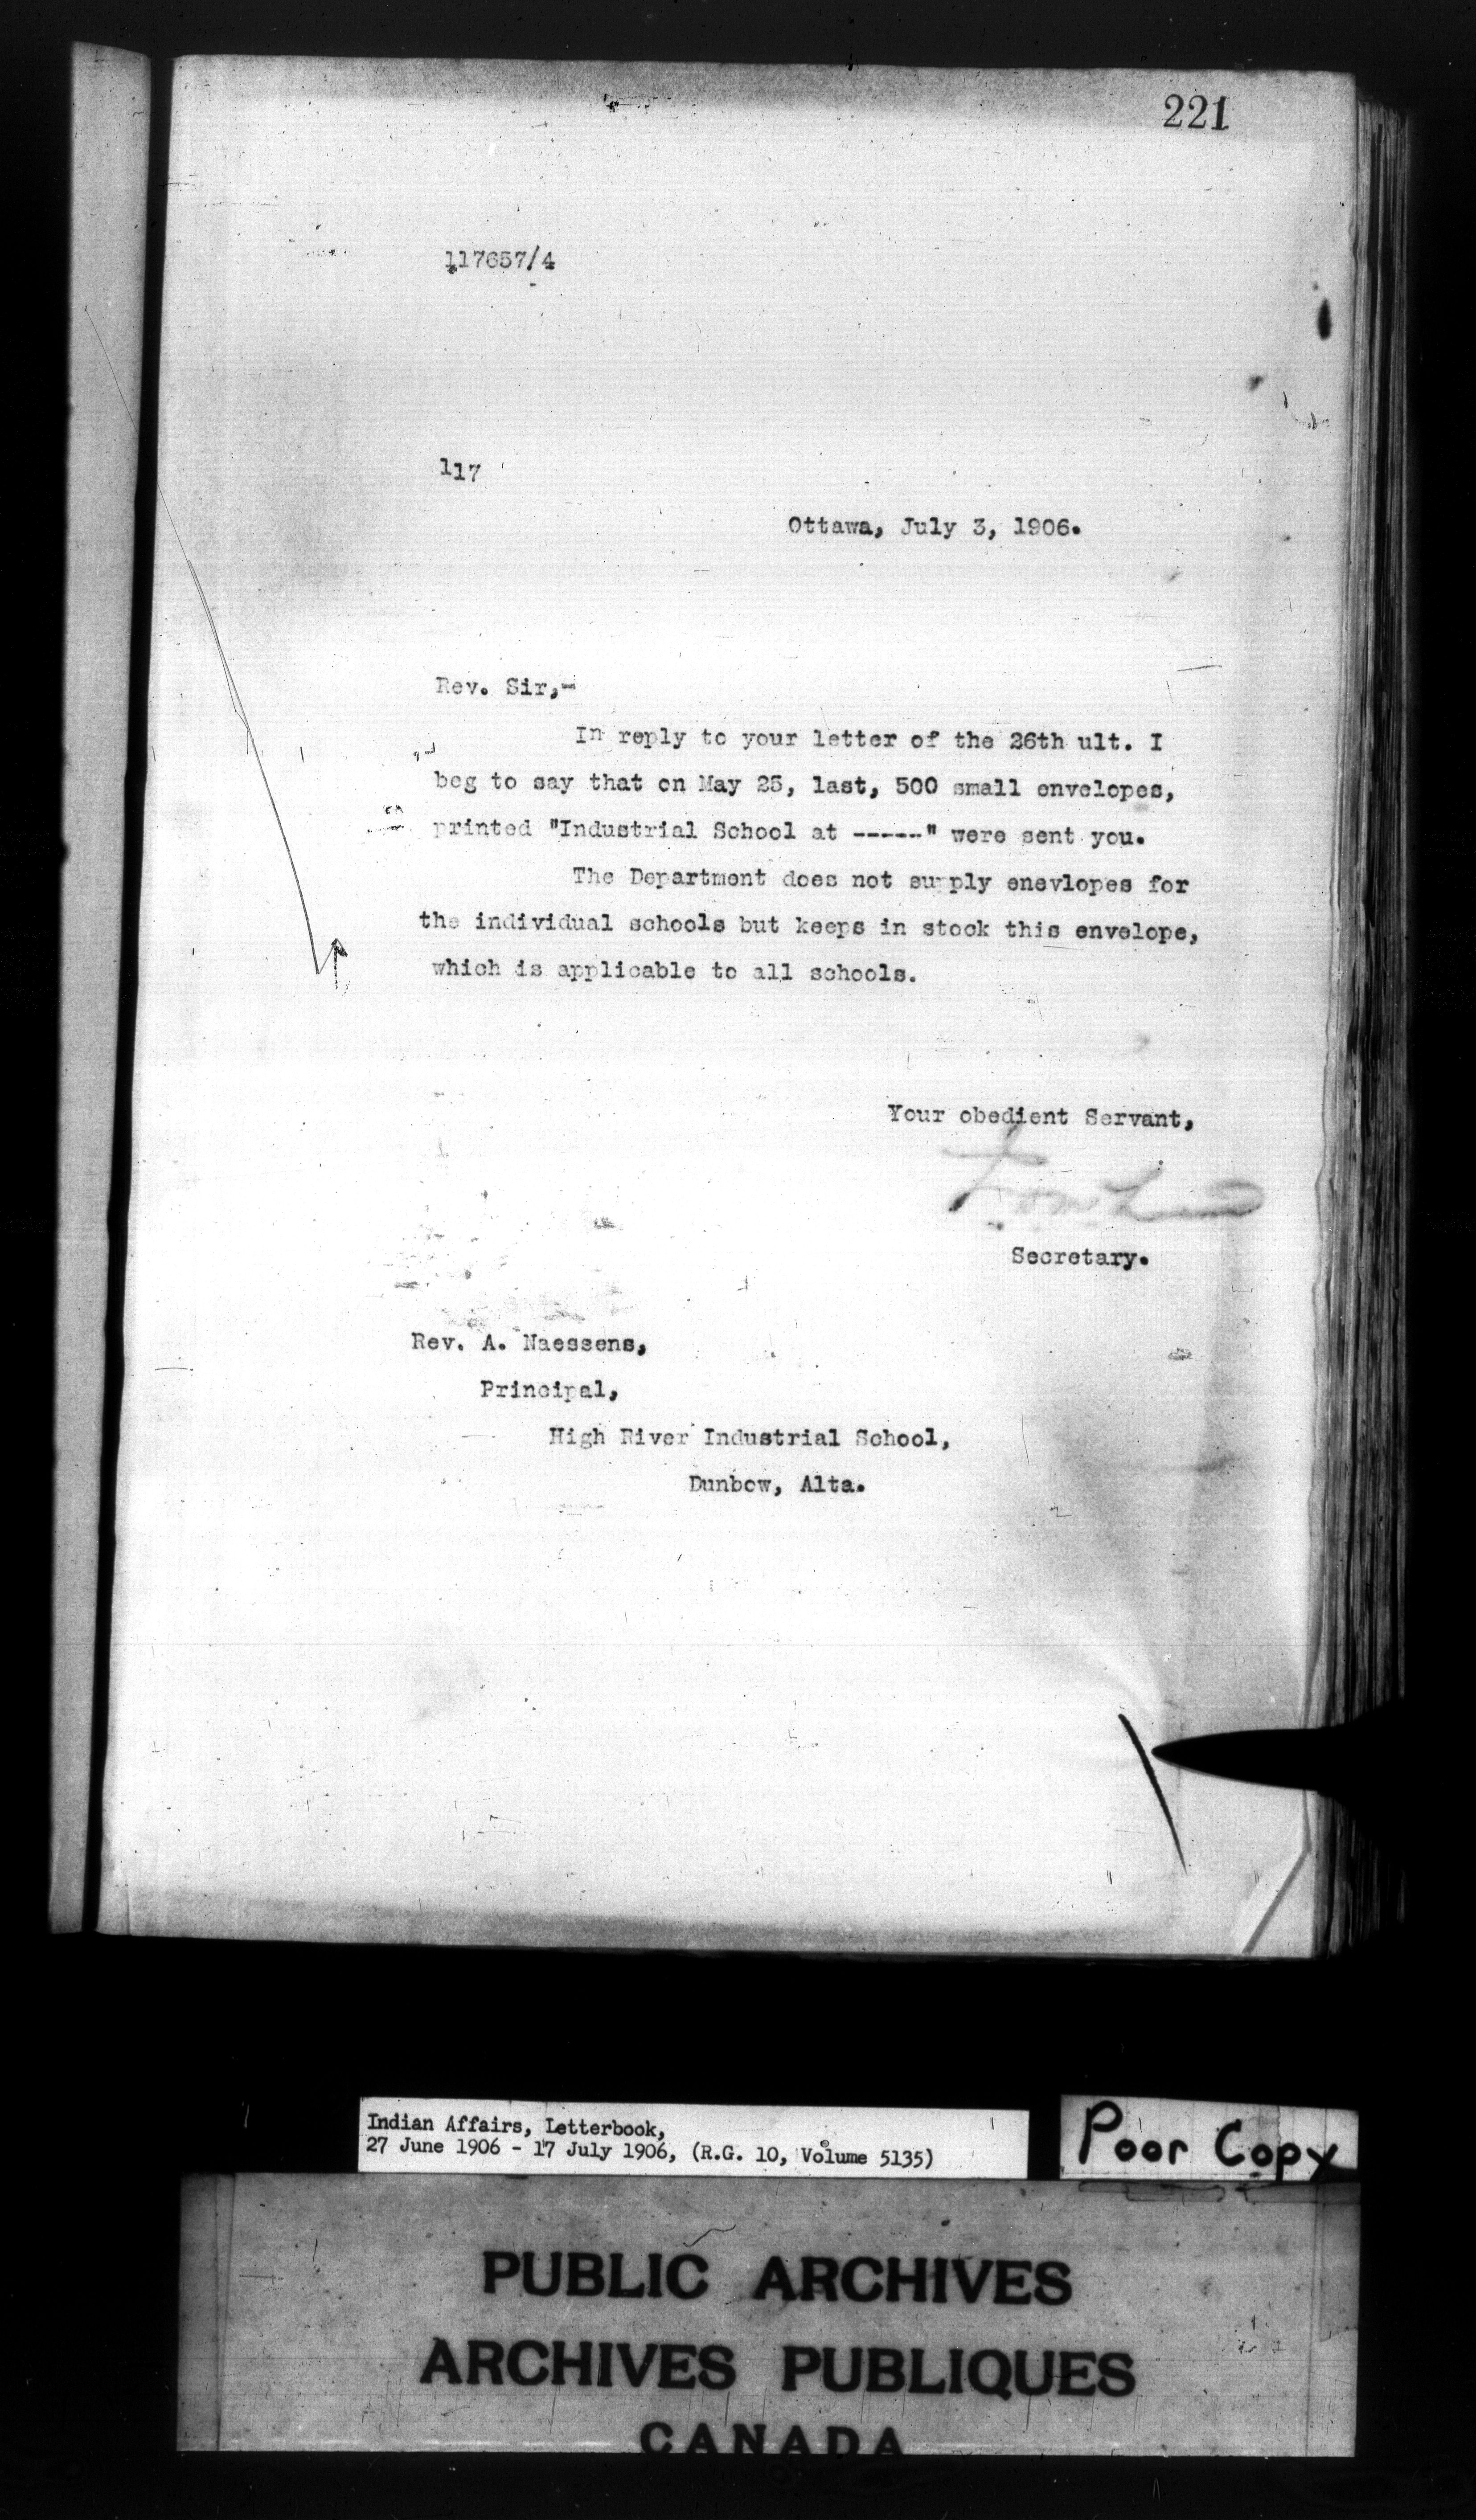 221
117657/4
117
Ottawa, July 3, 1906.
Rev. Sir,-
In reply to your letter of the 26th ult. I
beg to say that on May 25, last, 500 small envelopes,
printed "Industrial School at -----" were sent you.
The Department does not supply enevlopes for
the individual schools but keeps in stock this envelope,
which is applicable to all schools.
Your obedient Servant,
Secretary.
Rev. A. Naessens,
Principal,
High River Industrial School,
Dunbow, Alta.
Indian Affairs, Letterbook,
27 June 1906 - 17 July 1906, (R.G. 10, Volume 5135)
Poor Copy
PUBLIC ARCHIVES
ARCHIVES PUBLIQUES
CANADA